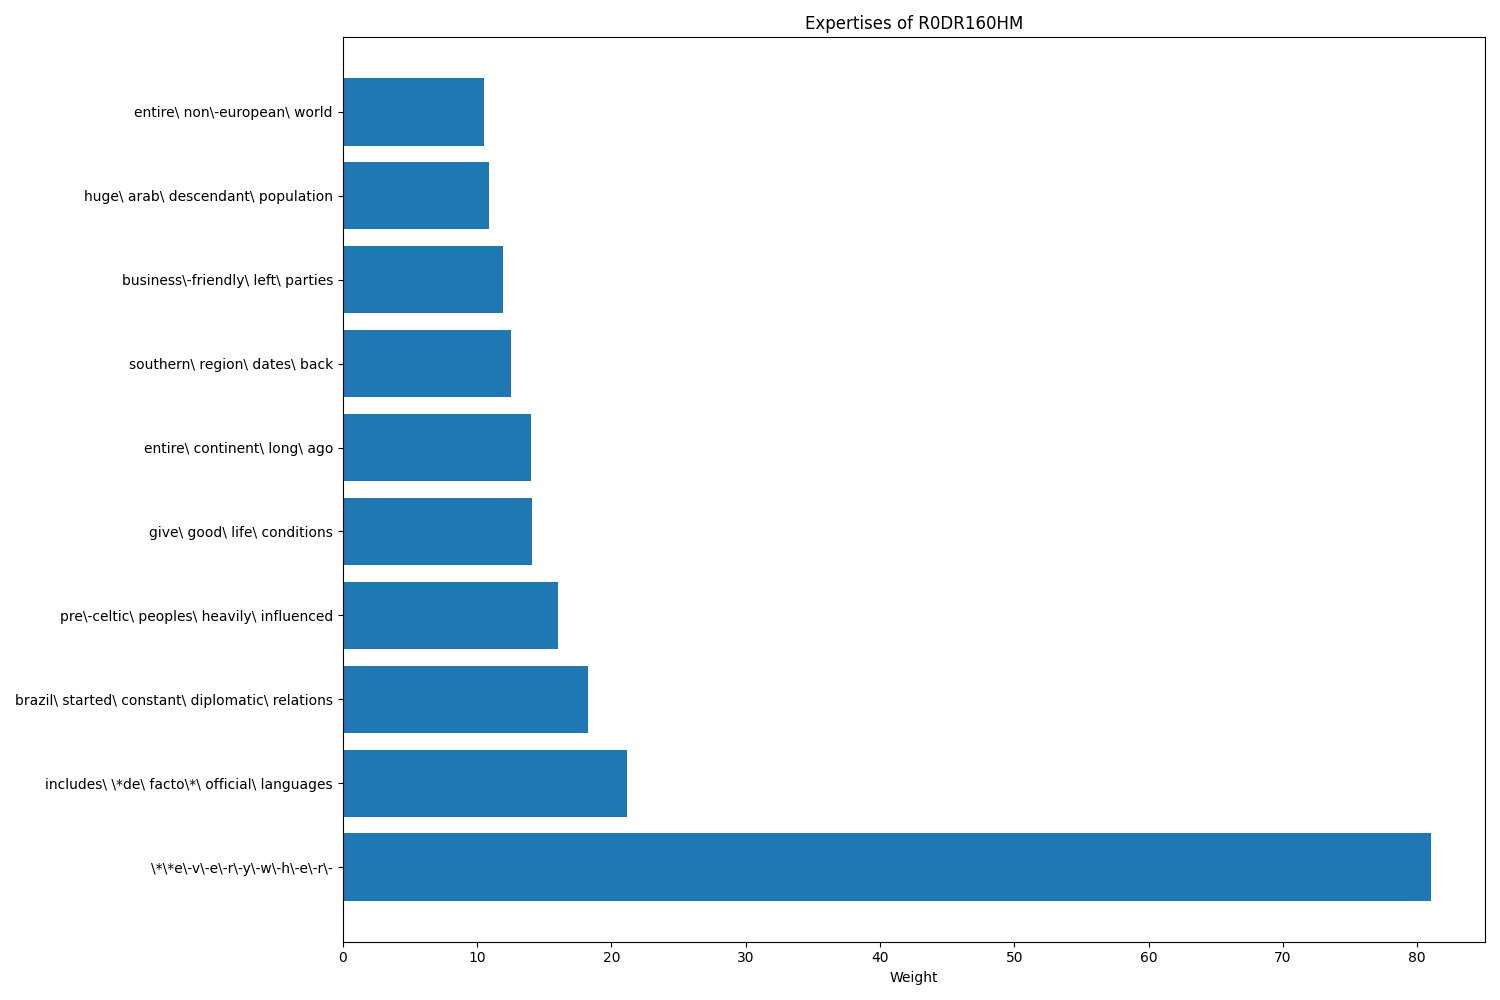 Expertises of R0DR160HM
entire\ non\-european\ world
huge\ arab\ descendant\ population
business\-friendly\ left\ parties
southern\ region\ dates\ back
entire\ continent\ long\ ago
give\ good\ life\ conditions
pre\-celtic\ peoples\ heavily\ influenced
brazil\ started\ constant\ diplomatic\ relations
includes\ \*de\ facto\*\ official\ languages
\*\*e\-v\-e\-r\-y\-w\-h\-e\-r\-
0 10 20 30 40 50 60 70 80
Weight